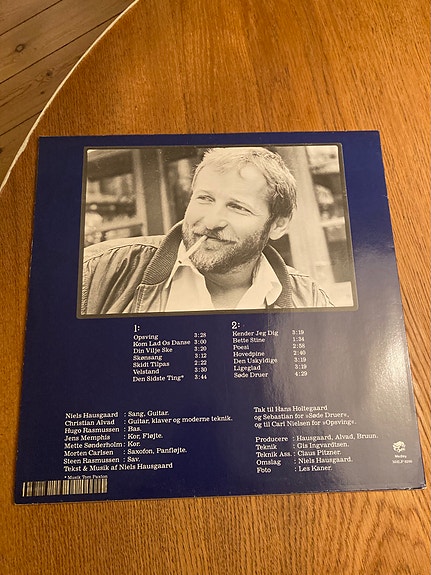 1:
Opsving 3:28
Kom Lad Os Danse 3:00
Din Vilje Ske 3:20
Skønsang 3:12
Skidt Tilpas 2:22
Velstand 3:30
Den Sidste Ting* 3:44
2:
Kender Jeg Dig 3:19
Bette Stine 1:34
Poesi 2:58
Hovedpine 2:40
Den Uskyldige 3:19
Ligeglad 3:19
Søde Druer 4:29
Niels Hausgaard : Sang, Guitar.
Christian Alvad : Guitar, klaver og moderne teknik.
Hugo Rasmussen : Bas.
Jens Memphis : Kor, Fløjte.
Mette Sønderholm : Kor.
Morten Carlsen : Saxofon, Panfløjte.
Steen Rasmussen : Sav.
Tekst & Musik af Niels Hausgaard
* Musik Tom Paxton
Tak til Hans Holtegaard
og Sebastian for »Søde Druer«,
og til Carl Nielsen for »Opsving«.
Producere : Hausgaard, Alvad, Bruun.
Teknik : Gis Ingvardtsen.
Teknik Ass. : Claus Pitzner.
Omslag : Niels Hausgaard.
Foto : Les Kaner.
Medley